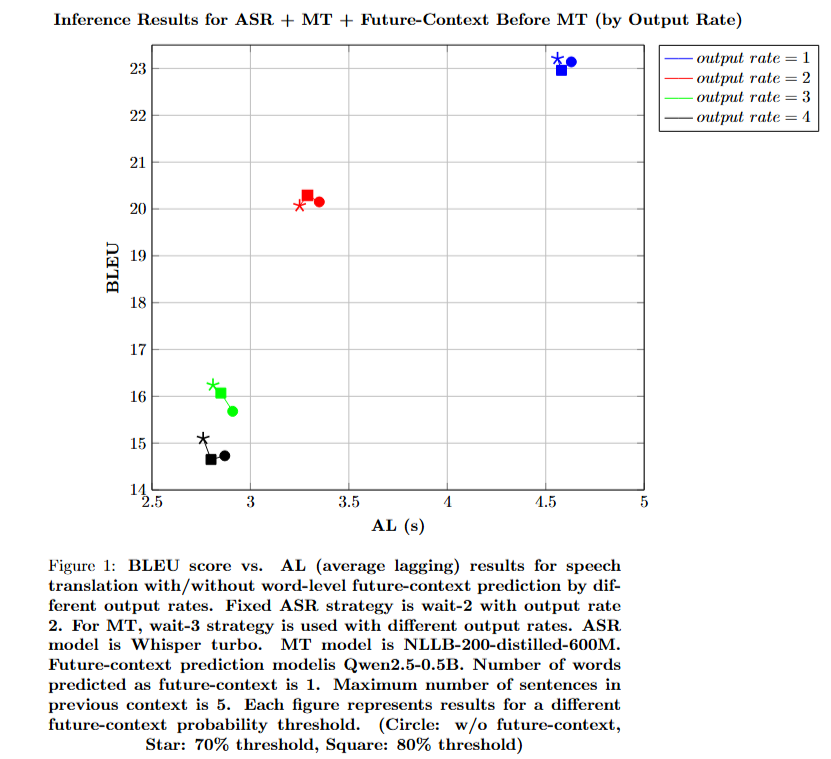 Inference Results for ASR + MT + Future-Context Before MT (by Output Rate)
output rate = 1
output rate = 2
output rate = 3
output rate = 4
BLEU
23
22
21
20
19
18
17
16
15
14
2.5
3
3.5
4
4.5
5
AL (s)
Figure 1: BLEU score vs. AL (average lagging) results for speech
translation with/without word-level future-context prediction by dif-
ferent output rates. Fixed ASR strategy is wait-2 with output rate
2. For MT, wait-3 strategy is used with different output rates. ASR
model is Whisper turbo. MT model is NLLB-200-distilled-600M.
Future-context prediction modelis Qwen2.5-0.5B. Number of words
predicted as future-context is 1. Maximum number of sentences in
previous context is 5. Each figure represents results for a different
future-context probability threshold. (Circle: w/o future-context,
Star: 70% threshold, Square: 80% threshold)